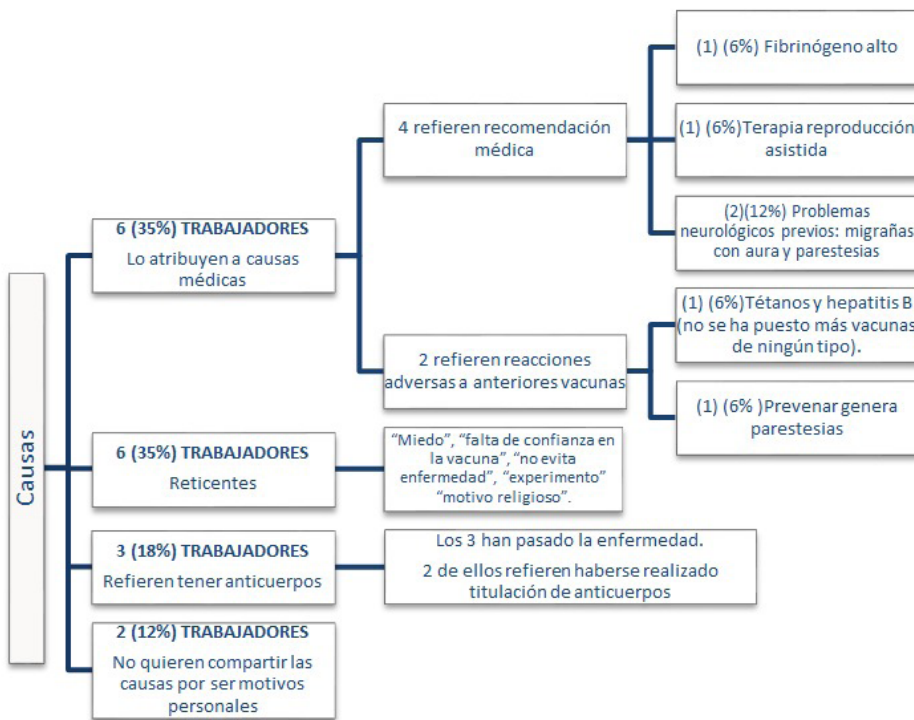 Causas
6 (35%) TRABAJADORES
Lo atribuyen a causas
médicas
4 refieren recomendación
médica
(1) (6%) Fibrinógeno alto
(1) (6%)Terapia reproducción
asistida
(2)(12%) Problemas
neurológicos previos: migrañas
con aura y parestesias
2 refieren reacciones
adversas a anteriores vacunas
(1) (6%)Tétanos y hepatitis B
(no se ha puesto más vacunas
de ningún tipo).
(1) (6% )Prevenar genera
parestesias
6 (35%) TRABAJADORES
Reticentes
“Miedo”, “falta de confianza en
la vacuna”, “no evita
enfermedad”, “experimento”
“motivo religioso”.
3 (18%) TRABAJADORES
Refieren tener anticuerpos
Los 3 han pasado la enfermedad.
2 de ellos refieren haberse realizado
titulación de anticuerpos
2 (12%) TRABAJADORES
No quieren compartir las
causas por ser motivos
personales